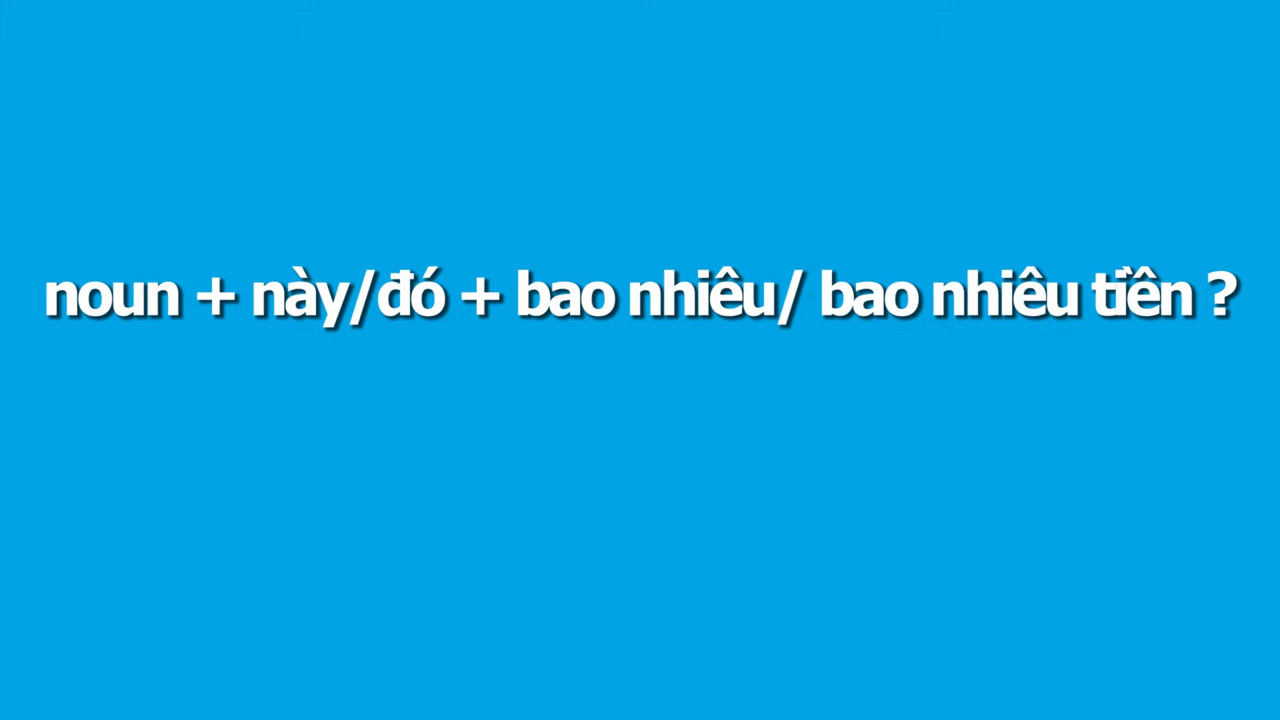 noun + này/đó + bao nhiêu/ bao nhiêu tiền ?